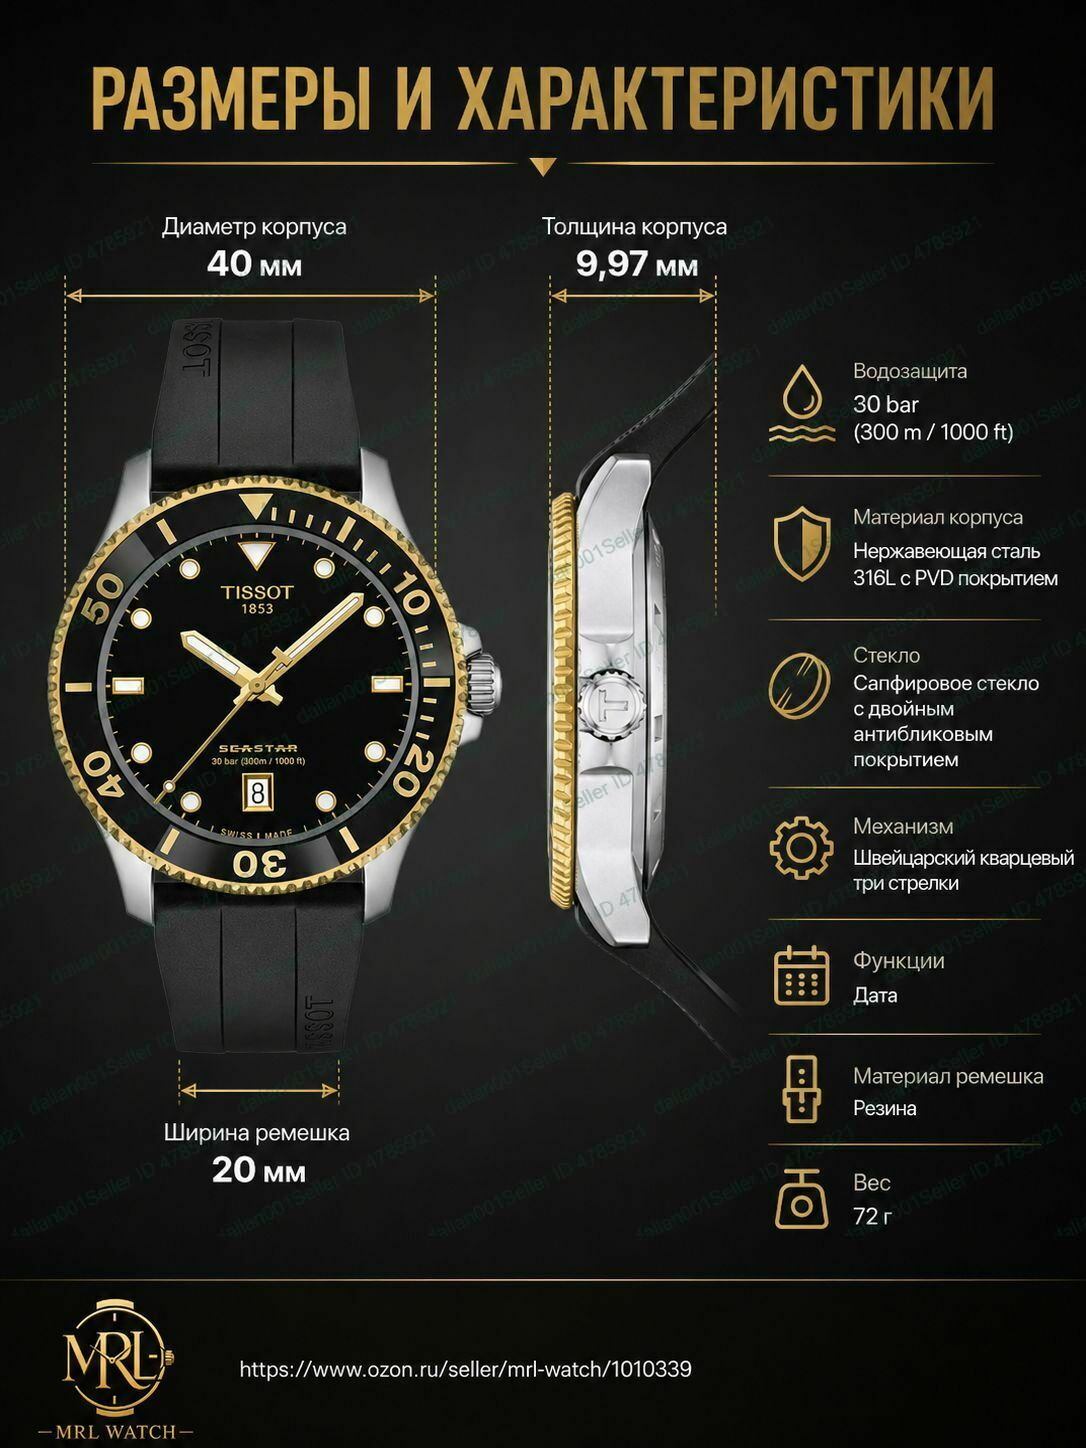 РАЗМЕРЫ И ХАРАКТЕРИСТИКИ
Диаметр корпуса
40 мм
Толщина корпуса
9,97 мм
TISSOT
TISSOT
1853
50
10
40
20
30
SEASTAR
30 bar (300m / 1000 ft)
8
SWISS MADE
TISSOT
T
Ширина ремешка
20 мм
Водозащита
30 bar
(300 m / 1000 ft)
Материал корпуса
Нержавеющая сталь
316L с PVD покрытием
Стекло
Сапфировое стекло
с двойным
антибликовым
покрытием
Механизм
Швейцарский кварцевый
три стрелки
Функции
Дата
Материал ремешка
Резина
Вес
72 г
MRL
MRL WATCH
https://www.ozon.ru/seller/mrl-watch/1010339
dalian001Seller ID 4785921